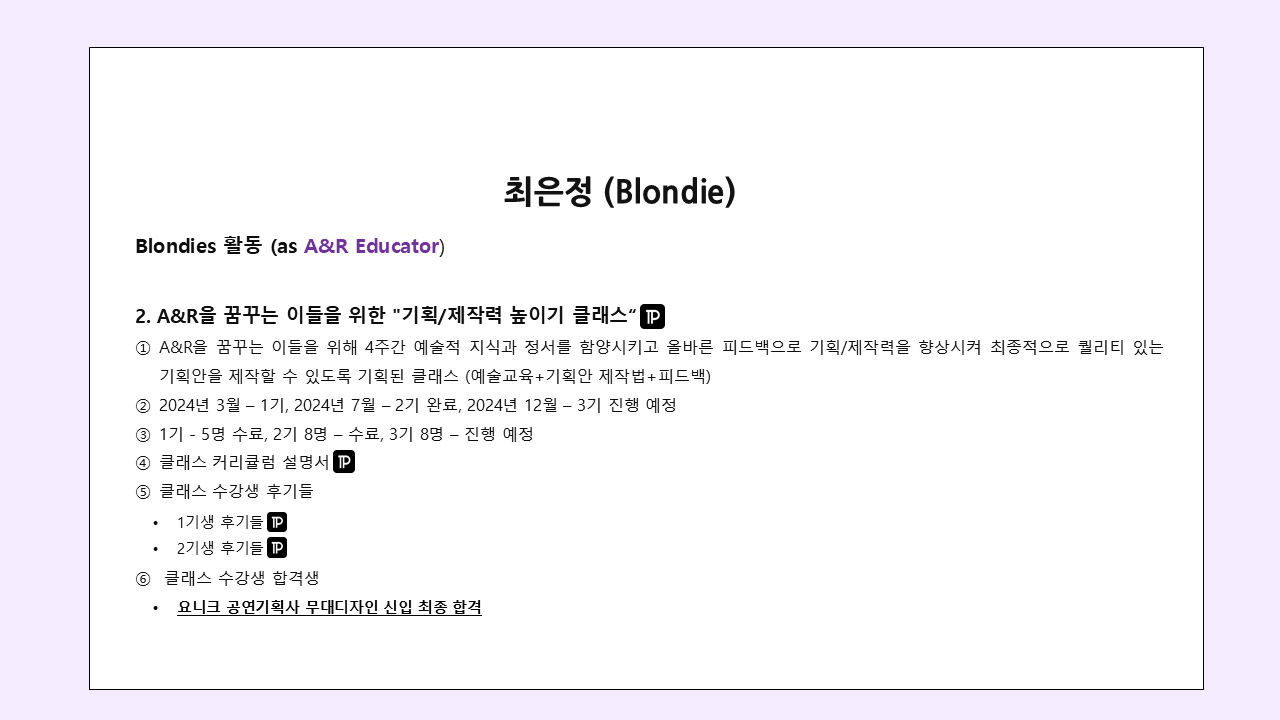 최은정 (Blondie)
Blondies 활동 (as A&R Educator)
2. A&R을 꿈꾸는 이들을 위한 "기획/제작력 높이기 클래스“
① A&R을 꿈꾸는 이들을 위해 4주간 예술적 지식과 정서를 함양시키고 올바른 피드백으로 기획/제작력을 향상시켜 최종적으로 퀄리티 있는
기획안을 제작할 수 있도록 기획된 클래스 (예술교육+기획안 제작법+피드백)
② 2024년 3월 – 1기, 2024년 7월 – 2기 완료, 2024년 12월 – 3기 진행 예정
③ 1기 - 5명 수료, 2기 8명 – 수료, 3기 8명 – 진행 예정
④ 클래스 커리큘럼 설명서
⑤ 클래스 수강생 후기들
• 1기생 후기들
• 2기생 후기들
⑥ 클래스 수강생 합격생
• 요니크 공연기획사 무대디자인 신입 최종 합격